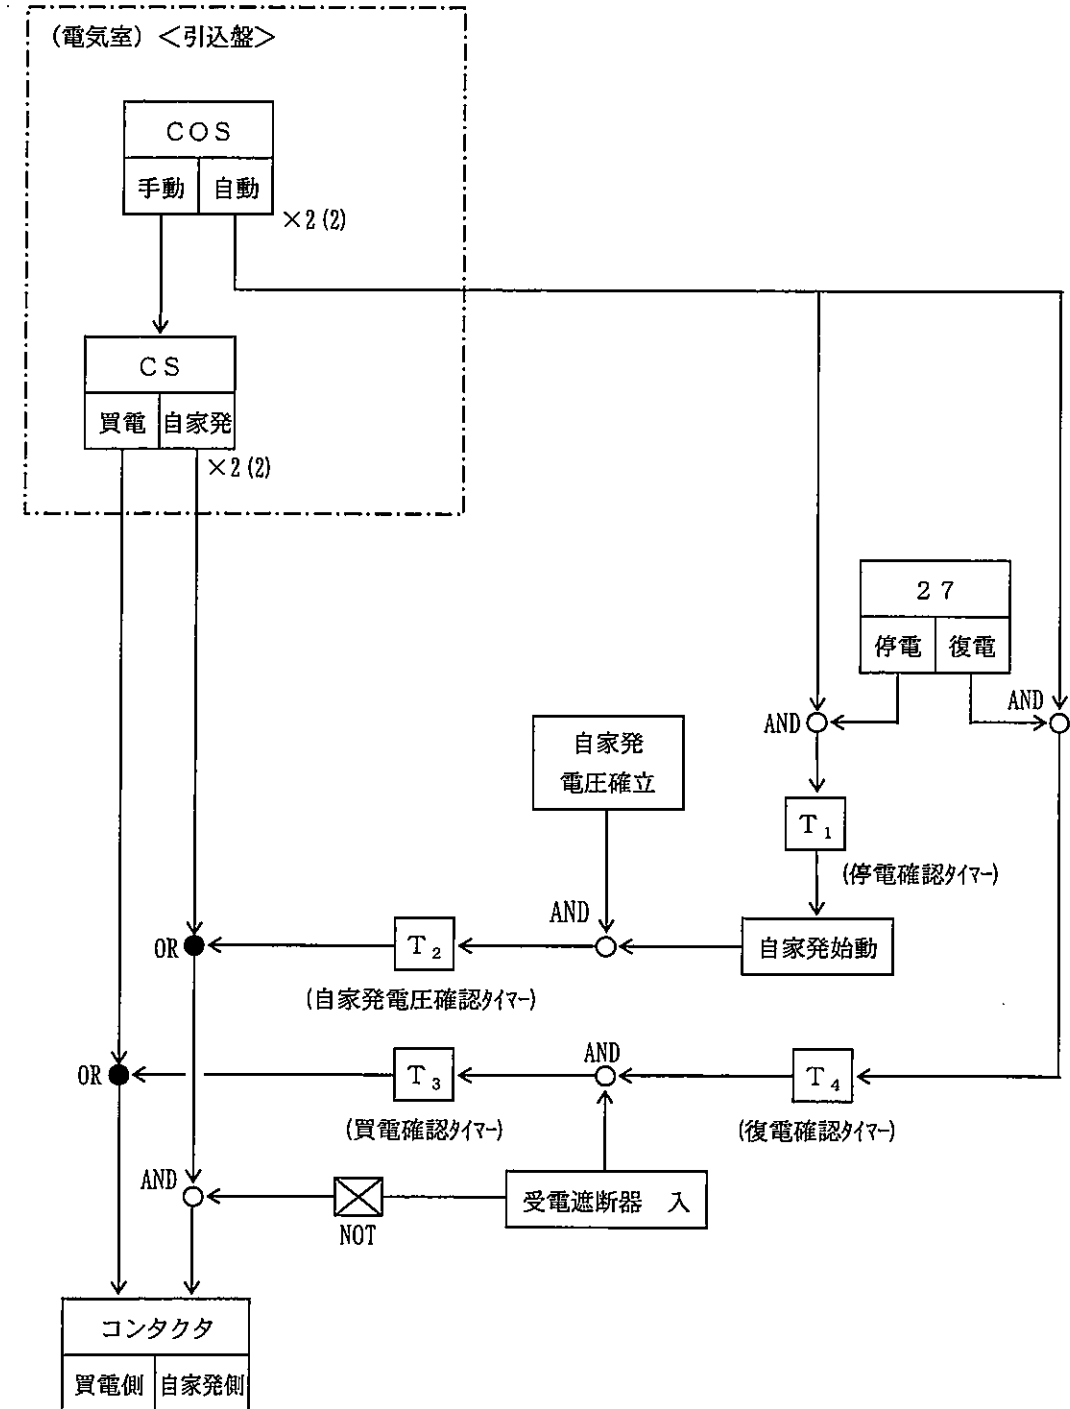 (電気室) <引込盤>
COS
手動 自動
×2(2)
CS
買電 自家発
×2(2)
27
停電 復電
AND
AND
自家発
電圧確立
T₁
(停電確認タイマー)
AND
OR
T₂
自家発始動
(自家発電圧確認タイマー)
AND
OR
T₃
T₄
(買電確認タイマー)
(復電確認タイマー)
AND
受電遮断器 入
NOT
コンタクタ
買電側 自家発側